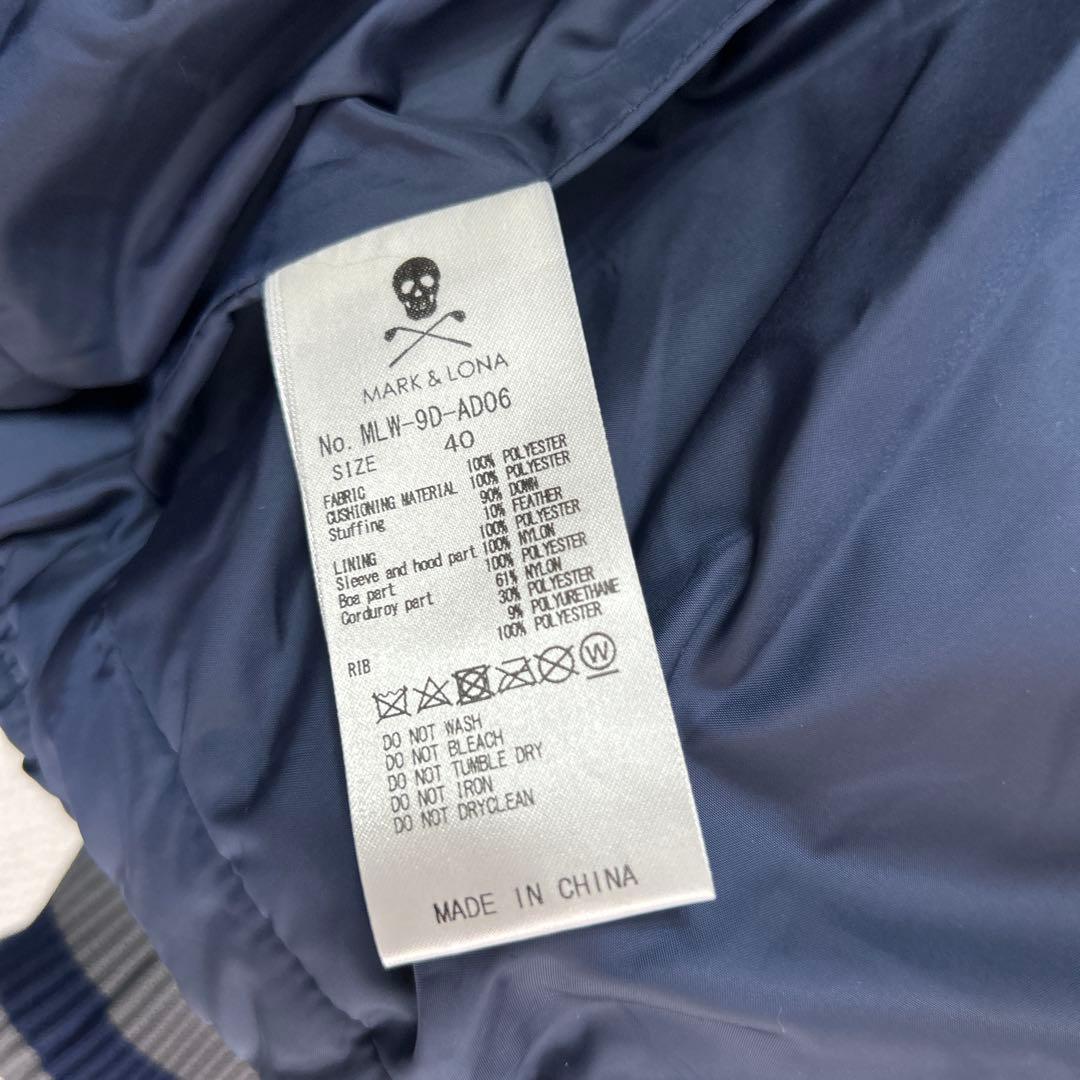 MARK & LONA
No. MLW-9D-AD06
SIZE 40
FABRIC 100% POLYESTER
CUSHIONING MATERIAL 100% POLYESTER
Stuffing 90% DOWN
10% FEATHER
LINING 100% POLYESTER
Sleeve and hood part 100% NYLON
Boa part 100% POLYESTER
Corduroy part 61% NYLON
30% POLYESTER
9% POLYURETHANE
RIB 100% POLYESTER
W
DO NOT WASH
DO NOT BLEACH
DO NOT TUMBLE DRY
DO NOT IRON
DO NOT DRYCLEAN
MADE IN CHINA